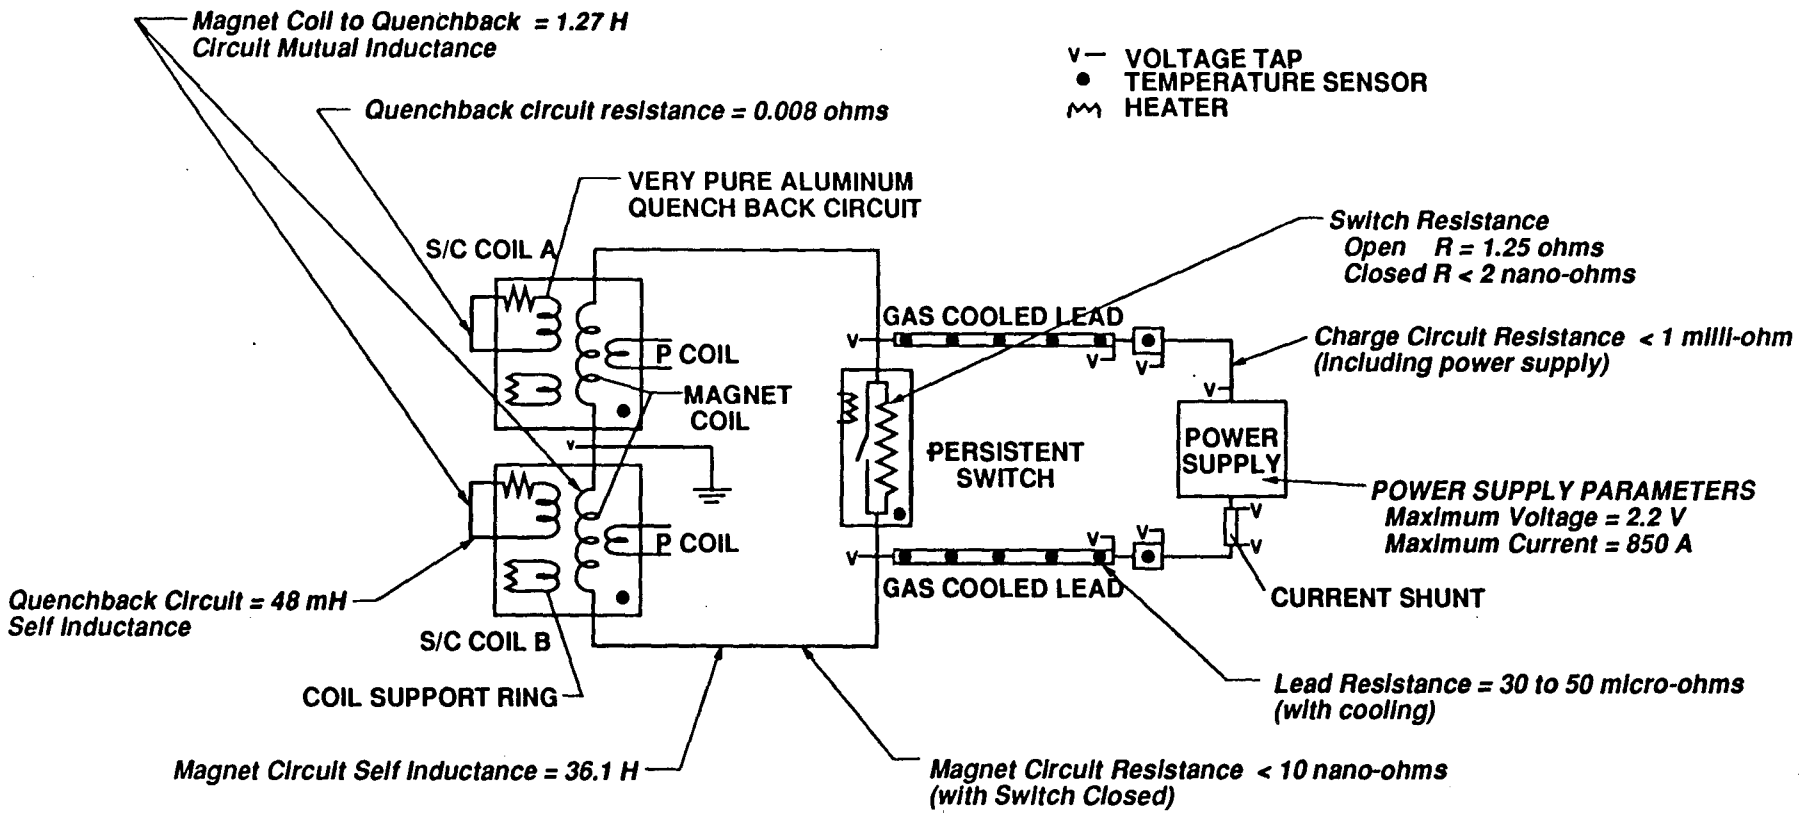 Magnet Coil to Quenchback = 1.27 H
Circuit Mutual Inductance
V VOLTAGE TAP
TEMPERATURE SENSOR
HEATER
Quenchback circuit resistance = 0.008 ohms
VERY PURE ALUMINUM
QUENCH BACK CIRCUIT
S/C COIL A
Switch Resistance
Open R = 1.25 ohms
Closed R < 2 nano-ohms
GAS COOLED LEAD
Charge Circuit Resistance < 1 milli-ohm
(including power supply)
V
V
V
V
P COIL
MAGNET
COIL
V
PERSISTENT
SWITCH
POWER
SUPPLY
POWER SUPPLY PARAMETERS
Maximum Voltage = 2.2 V
Maximum Current = 850 A
V
V
V
V
V
P COIL
GAS COOLED LEAD
CURRENT SHUNT
Quenchback Circuit = 48 mH
Self Inductance
S/C COIL B
COIL SUPPORT RING
Lead Resistance = 30 to 50 micro-ohms
(with cooling)
Magnet Circuit Self Inductance = 36.1 H
Magnet Circuit Resistance < 10 nano-ohms
(with Switch Closed)